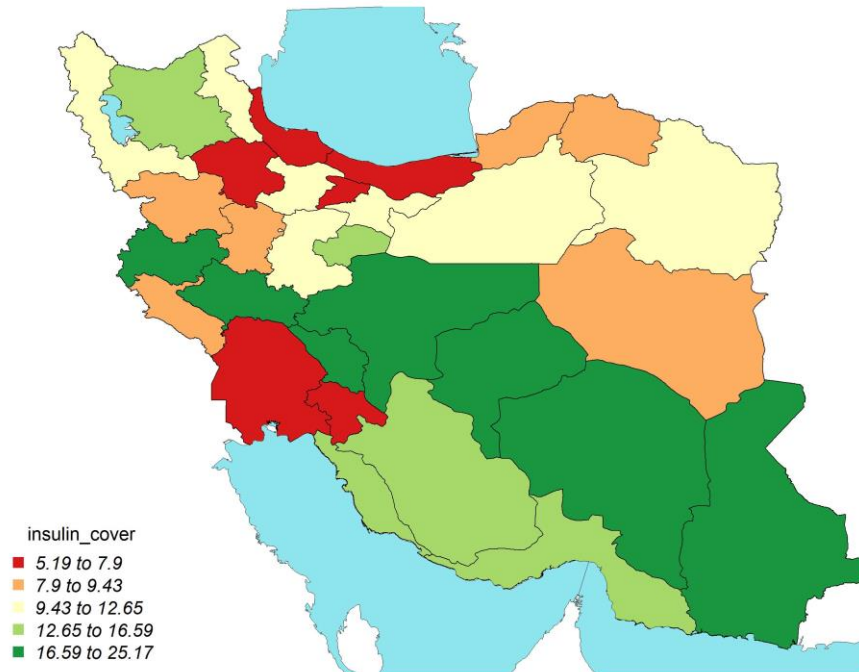 insulin_cover
5.19 to 7.9
7.9 to 9.43
9.43 to 12.65
12.65 to 16.59
16.59 to 25.17